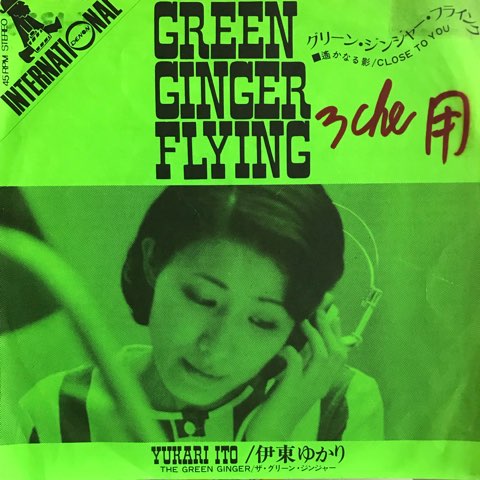 45RPM STEREO
INTERNATIONAL
DENON
GREEN
GINGER
FLYING
グリーン・ジンジャー・フライング
■遙かなる影/CLOSE TO YOU
3che 用
YUKARI ITO /伊東ゆかり
THE GREEN GINGER/ザ・グリーン・ジンジャー